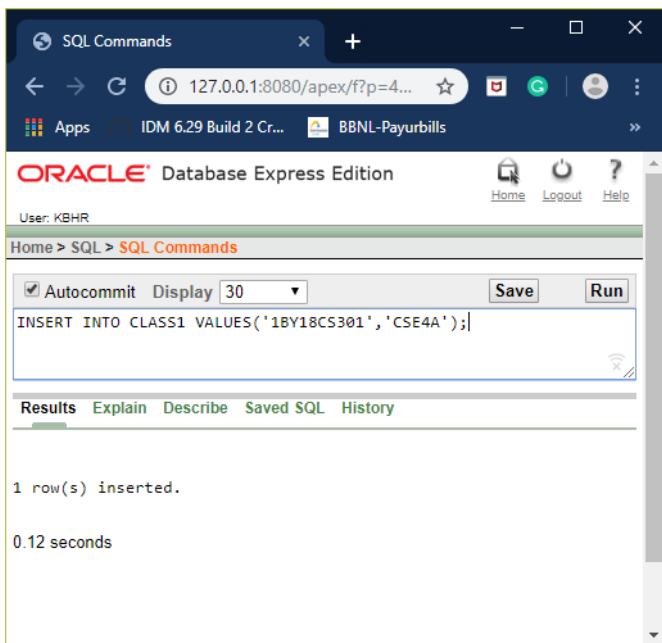 SQL Commands
127.0.0.1:8080/apex/f?p=4...
Apps IDM 6.29 Build 2 Cr... BBNL-Payurbills »
ORACLE® Database Express Edition
Home Logout Help
User: KBHR
Home > SQL > SQL Commands
Autocommit Display 30 Save Run
INSERT INTO CLASS1 VALUES('1BY18CS301','CSE4A');
Results Explain Describe Saved SQL History
1 row(s) inserted.
0.12 seconds